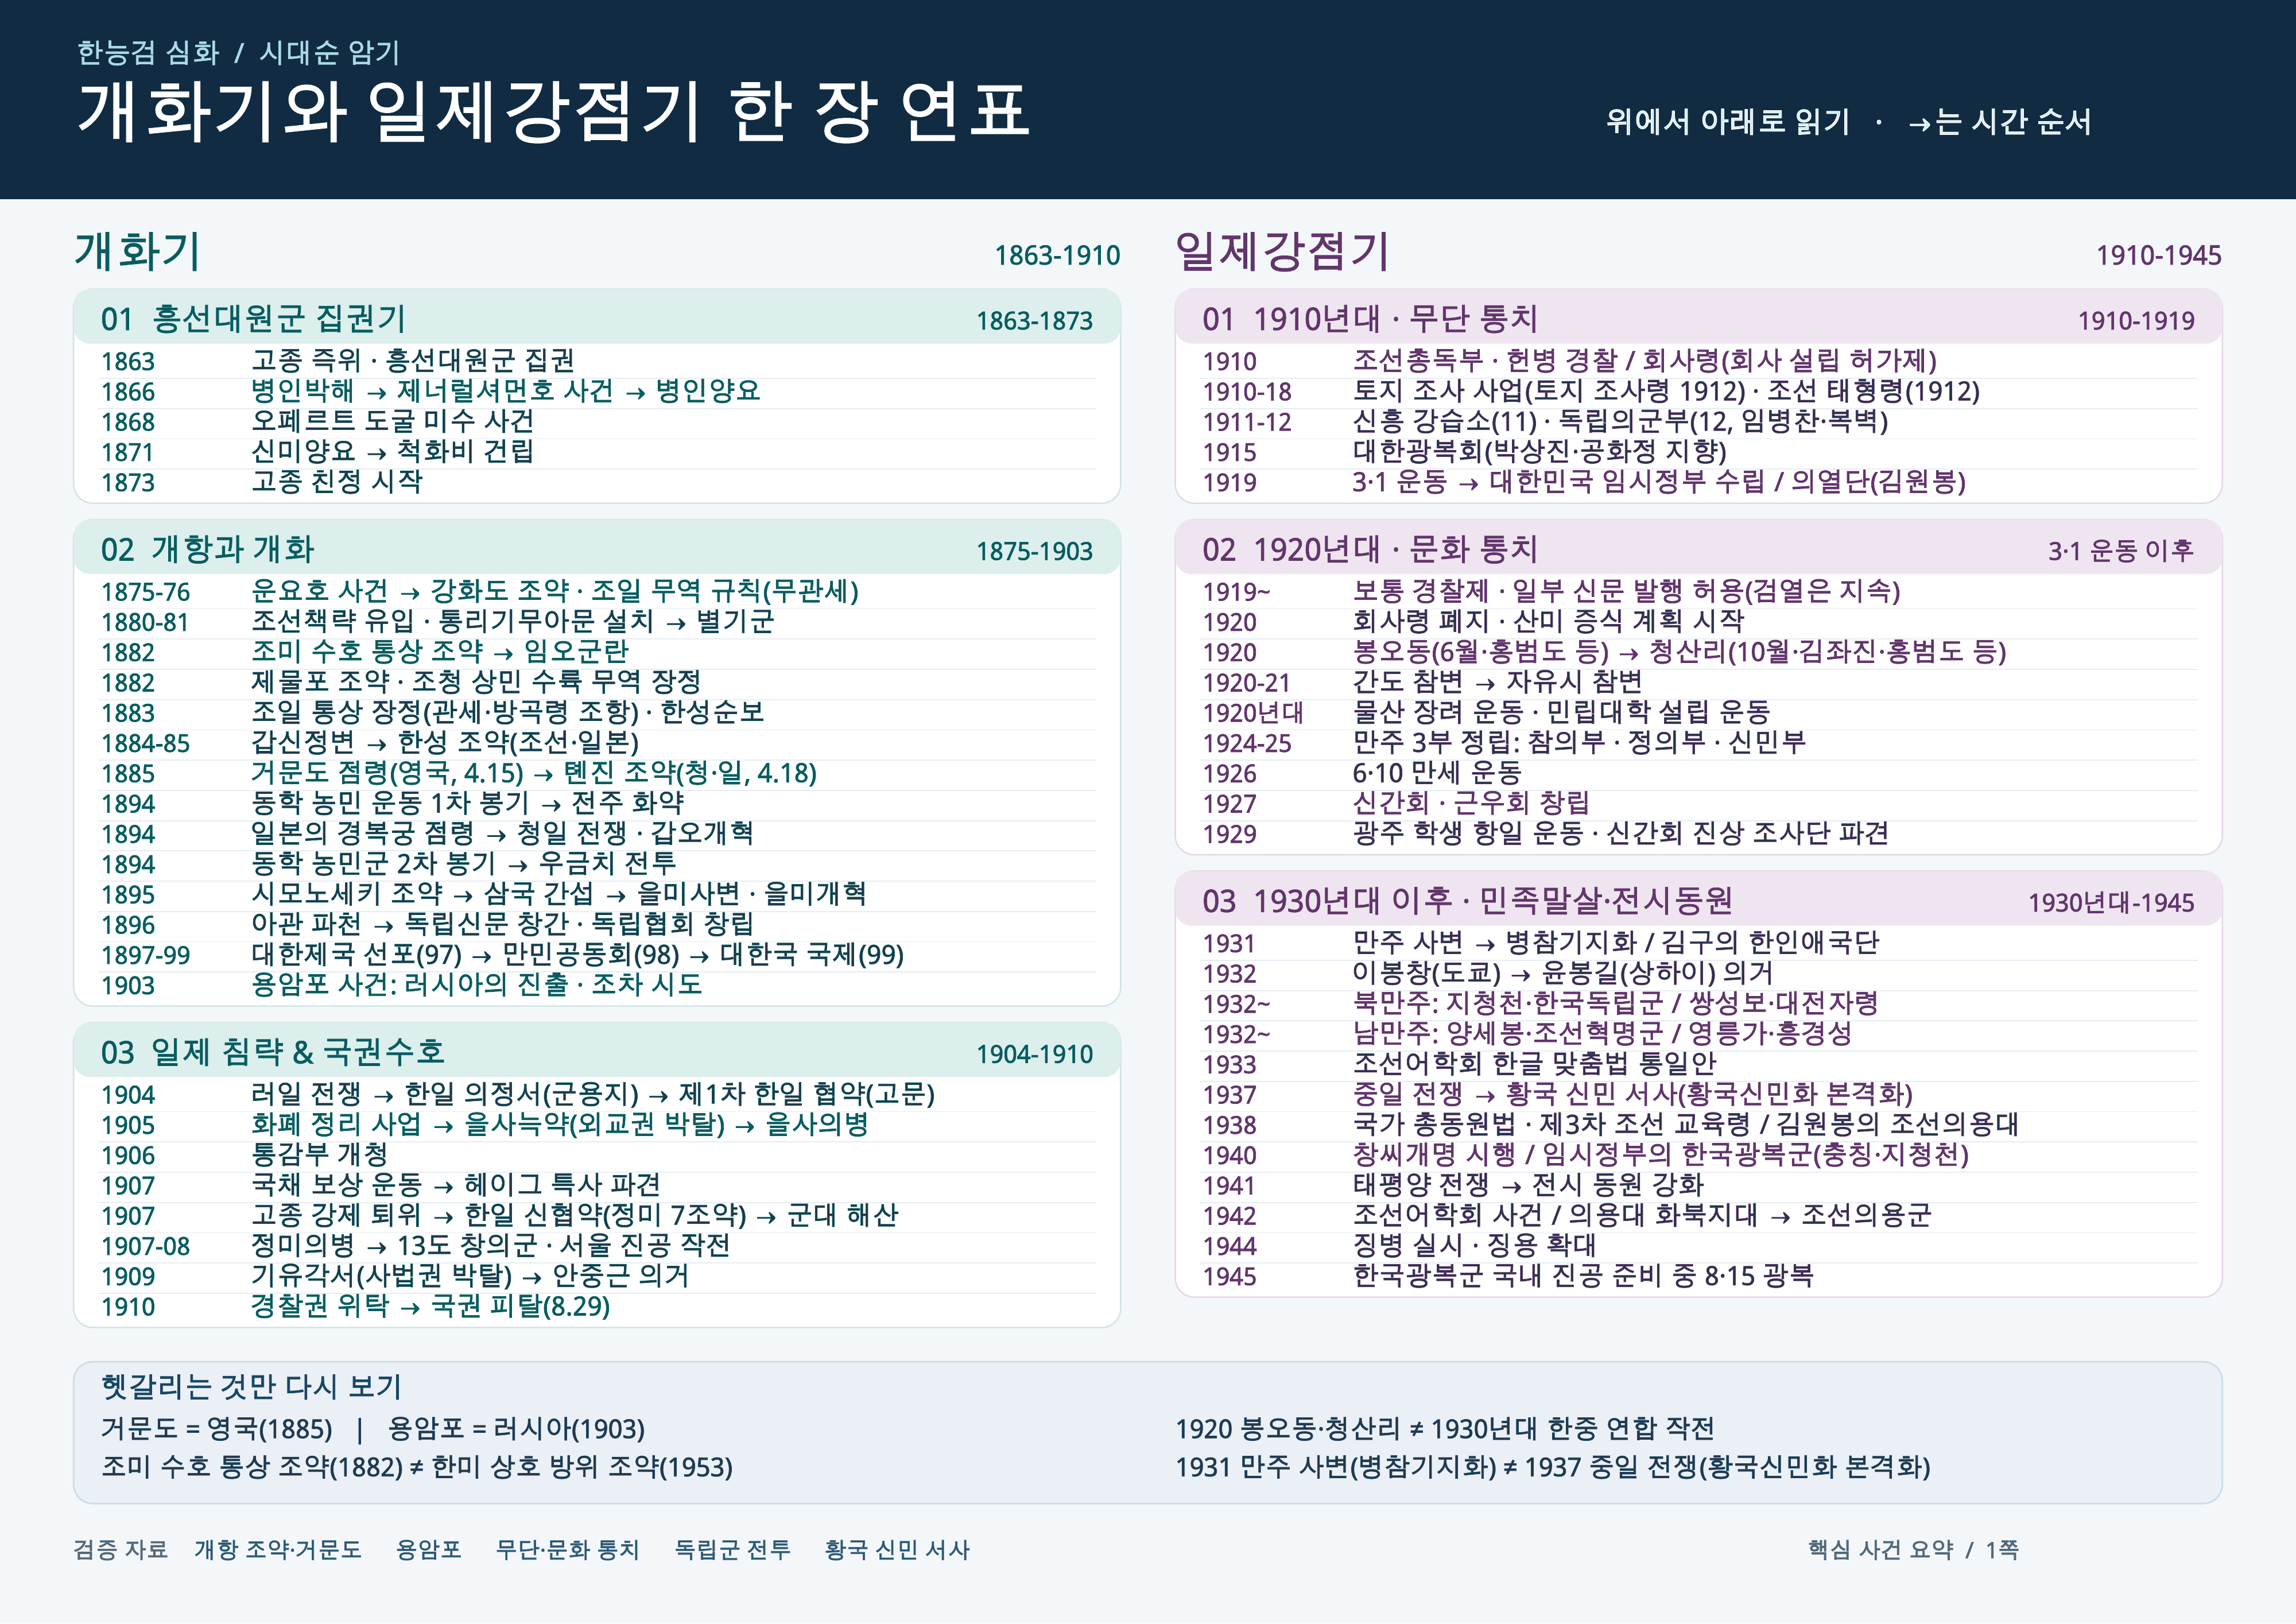 한능검 심화 / 시대순 암기
개화기와 일제강점기 한 장 연표
위에서 아래로 읽기 · →는 시간 순서
개화기 1863-1910
01 흥선대원군 집권기 1863-1873
1863 고종 즉위 · 흥선대원군 집권
1866 병인박해 → 제너럴셔먼호 사건 → 병인양요
1868 오페르트 도굴 미수 사건
1871 신미양요 → 척화비 건립
1873 고종 친정 시작
02 개항과 개화 1875-1903
1875-76 운요호 사건 → 강화도 조약 · 조일 무역 규칙(무관세)
1880-81 조선책략 유입 · 통리기무아문 설치 → 별기군
1882 조미 수호 통상 조약 → 임오군란
1882 제물포 조약 · 조청 상민 수륙 무역 장정
1883 조일 통상 장정(관세·방곡령 조항) · 한성순보
1884-85 갑신정변 → 한성 조약(조선·일본)
1885 거문도 점령(영국, 4.15) → 톈진 조약(청·일, 4.18)
1894 동학 농민 운동 1차 봉기 → 전주 화약
1894 일본의 경복궁 점령 → 청일 전쟁 · 갑오개혁
1894 동학 농민군 2차 봉기 → 우금치 전투
1895 시모노세키 조약 → 삼국 간섭 → 을미사변 · 을미개혁
1896 아관 파천 → 독립신문 창간 · 독립협회 창립
1897-99 대한제국 선포(97) → 만민공동회(98) → 대한국 국제(99)
1903 용암포 사건: 러시아의 진출 · 조차 시도
03 일제 침략 & 국권수호 1904-1910
1904 러일 전쟁 → 한일 의정서(군용지) → 제1차 한일 협약(고문)
1905 화폐 정리 사업 → 을사늑약(외교권 박탈) → 을사의병
1906 통감부 개청
1907 국채 보상 운동 → 헤이그 특사 파견
1907 고종 강제 퇴위 → 한일 신협약(정미 7조약) → 군대 해산
1907-08 정미의병 → 13도 창의군 · 서울 진공 작전
1909 기유각서(사법권 박탈) → 안중근 의거
1910 경찰권 위탁 → 국권 피탈(8.29)
일제강점기 1910-1945
01 1910년대 · 무단 통치 1910-1919
1910 조선총독부 · 헌병 경찰 / 회사령(회사 설립 허가제)
1910-18 토지 조사 사업(토지 조사령 1912) · 조선 태형령(1912)
1911-12 신흥 강습소(11) · 독립의군부(12, 임병찬·복벽)
1915 대한광복회(박상진·공화정 지향)
1919 3·1 운동 → 대한민국 임시정부 수립 / 의열단(김원봉)
02 1920년대 · 문화 통치 3·1 운동 이후
1919~ 보통 경찰제 · 일부 신문 발행 허용(검열은 지속)
1920 회사령 폐지 · 산미 증식 계획 시작
1920 봉오동(6월·홍범도 등) → 청산리(10월·김좌진·홍범도 등)
1920-21 간도 참변 → 자유시 참변
1920년대 물산 장려 운동 · 민립대학 설립 운동
1924-25 만주 3부 정립: 참의부 · 정의부 · 신민부
1926 6·10 만세 운동
1927 신간회 · 근우회 창립
1929 광주 학생 항일 운동 · 신간회 진상 조사단 파견
03 1930년대 이후 · 민족말살·전시동원 1930년대-1945
1931 만주 사변 → 병참기지화 / 김구의 한인애국단
1932 이봉창(도쿄) → 윤봉길(상하이) 의거
1932~ 북만주: 지청천·한국독립군 / 쌍성보·대전자령
1932~ 남만주: 양세봉·조선혁명군 / 영릉가·흥경성
1933 조선어학회 한글 맞춤법 통일안
1937 중일 전쟁 → 황국 신민 서사(황국신민화 본격화)
1938 국가 총동원법 · 제3차 조선 교육령 / 김원봉의 조선의용대
1940 창씨개명 시행 / 임시정부의 한국광복군(충칭·지청천)
1941 태평양 전쟁 → 전시 동원 강화
1942 조선어학회 사건 / 의용대 화북지대 → 조선의용군
1944 징병 실시 · 징용 확대
1945 한국광복군 국내 진공 준비 중 8·15 광복
헷갈리는 것만 다시 보기
거문도 = 영국(1885) | 용암포 = 러시아(1903)
조미 수호 통상 조약(1882) ≠ 한미 상호 방위 조약(1953)
1920 봉오동·청산리 ≠ 1930년대 한중 연합 작전
1931 만주 사변(병참기지화) ≠ 1937 중일 전쟁(황국신민화 본격화)
검증 자료 개항 조약·거문도 용암포 무단·문화 통치 독립군 전투 황국 신민 서사
핵심 사건 요약 / 1쪽